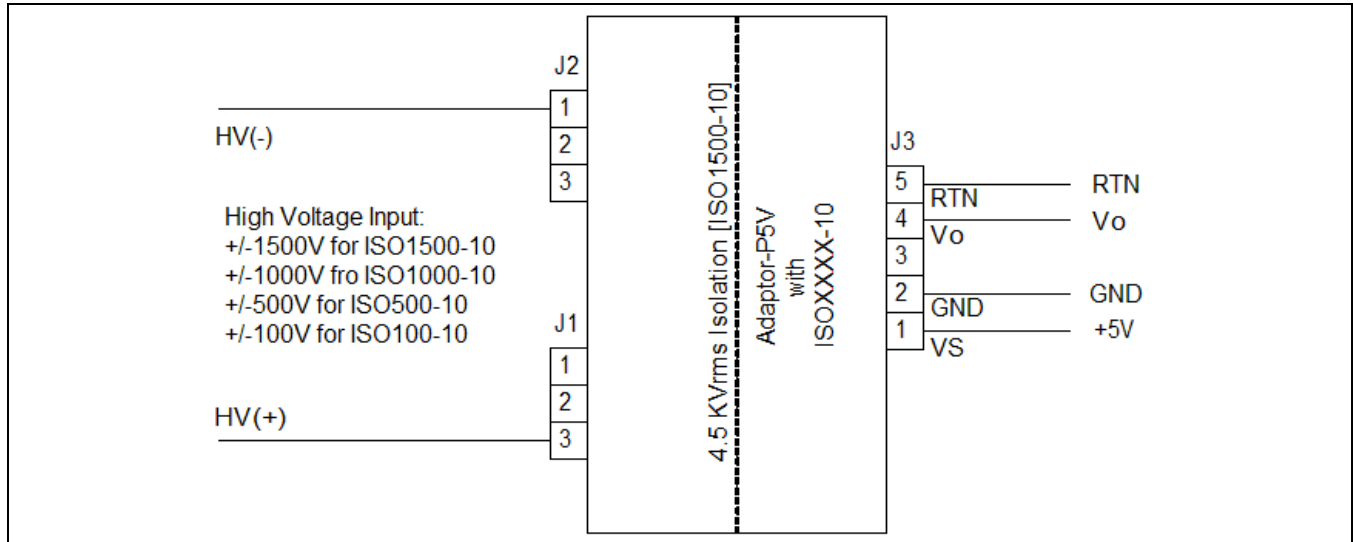 J2
1
2
3
HV(-)
High Voltage Input:
+/-1500V for ISO1500-10
+/-1000V fro ISO1000-10
+/-500V for ISO500-10
+/-100V for ISO100-10
J1
1
2
3
HV(+)
4.5 KVrms Isolation [ISO1500-10]
Adaptor-P5V
with
ISOXXXX-10
J3
5
RTN
RTN
4
Vo
Vo
3
2
GND
GND
1
VS
+5V